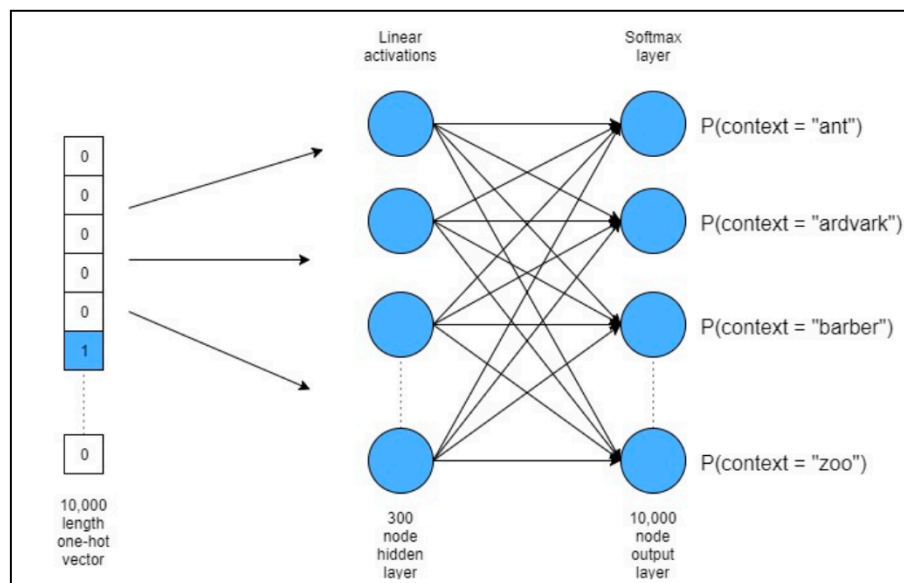 Linear
activations
Softmax
layer
0
0
0
0
0
1
0
P(context = "ant")
P(context = "ardvark")
P(context = "barber")
P(context = "zoo")
10,000
length
one-hot
vector
300
node
hidden
layer
10,000
node
output
layer